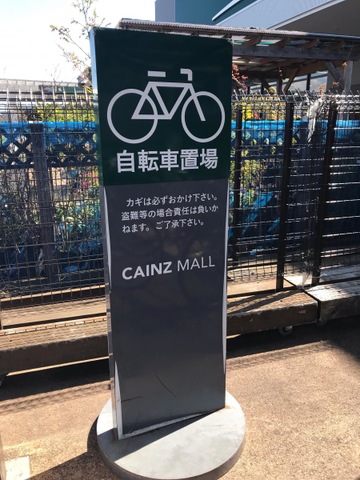 自転車置場
カギは必ずおかけ下さい。
盗難等の場合責任は負いか
ねます。ご了承下さい。
CAINZ MALL